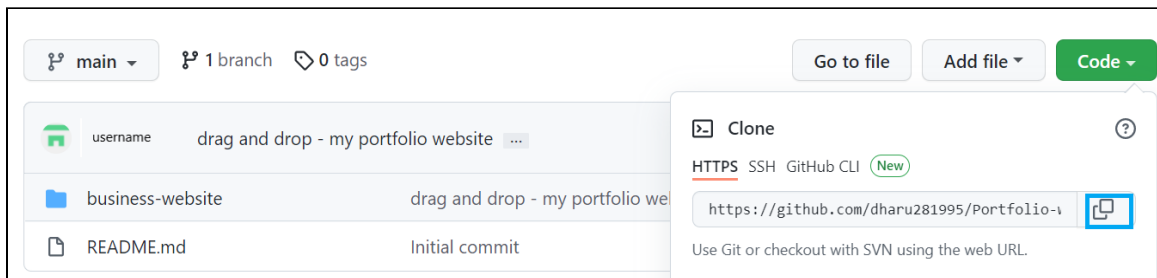 main 1 branch 0 tags Go to file Add file Code
username drag and drop - my portfolio website ...
Clone
HTTPS SSH GitHub CLI New
business-website drag and drop - my portfolio we
https://github.com/dharu281995/Portfolio-
README.md Initial commit
Use Git or checkout with SVN using the web URL.